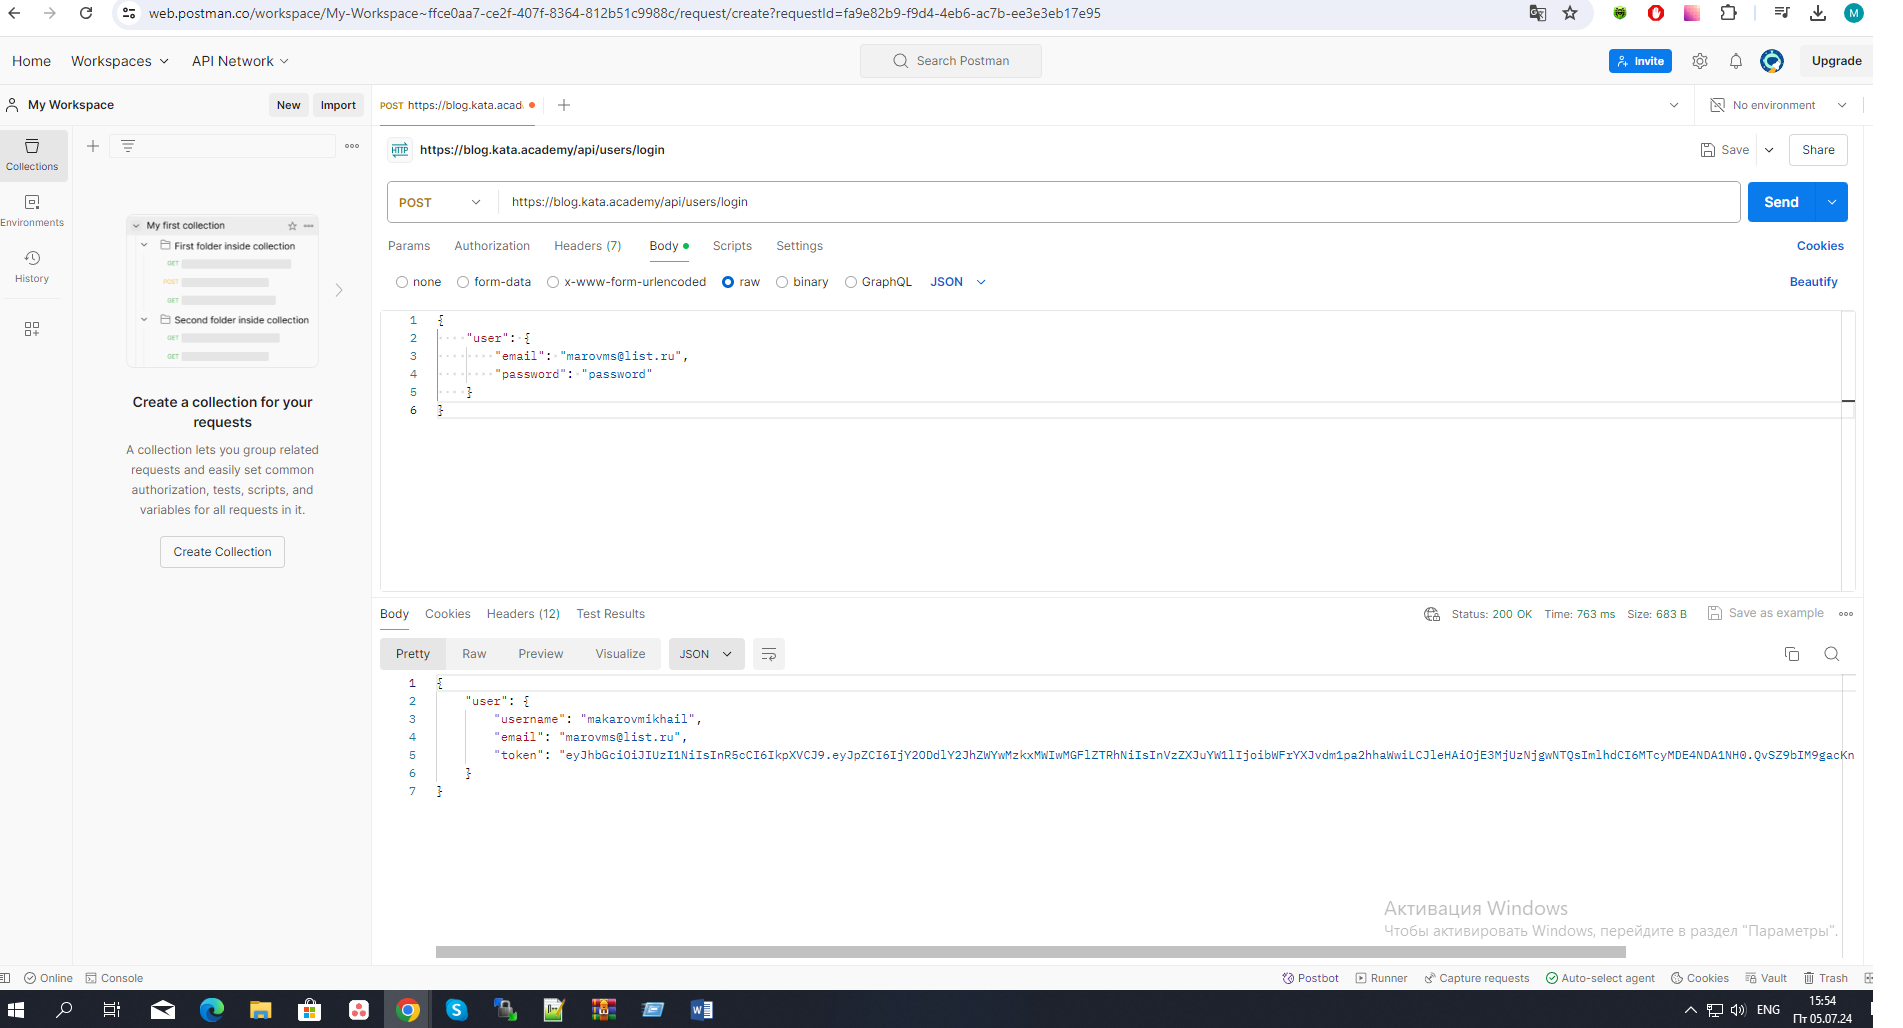 web.postman.co/workspace/My-Workspace~ffce0aa7-ce2f-407f-8364-812b51c9988c/request/create?requestId=fa9e82b9-f9d4-4eb6-ac7b-ee3e3eb17e95
M
Home Workspaces API Network Search Postman Invite Upgrade
My Workspace New Import POST https://blog.kata.acad No environment
Collections
Environments
History
HTTP https://blog.kata.academy/api/users/login Save Share
POST https://blog.kata.academy/api/users/login Send
Params Authorization Headers (7) Body Scripts Settings Cookies
none form-data x-www-form-urlencoded raw binary GraphQL JSON Beautify
1 {
2 "user": {
3 "email": "marovms@list.ru",
4 "password": "password"
5 }
6 }
My first collection
First folder inside collection
GET
POST
GET
Second folder inside collection
GET
GET
Create a collection for your
requests
A collection lets you group related
requests and easily set common
authorization, tests, scripts, and
variables for all requests in it.
Create Collection
Body Cookies Headers (12) Test Results Status: 200 OK Time: 763 ms Size: 683 B Save as example
Pretty Raw Preview Visualize JSON
1 {
2 "user": {
3 "username": "makarovmikhail",
4 "email": "marovms@list.ru",
5 "token": "eyJhbGciOiJIUzI1NiIsInR5cCI6IkpXVCJ9.eyJpZCI6IjY2ODdlY2JhZWYwMzkxMWIwMGFlZTRhNiIsInVzZXJuYW1lIjoibWFrYXJvdm1pa2hhaWwiLCJleHAiOjE3MjUzNjgwNTQsImlhdCI6MTcyMDE4NDA1NH0.QvSZ9bIM9gacKn
6 }
7 }
Активация Windows
Чтобы активировать Windows, перейдите в раздел "Параметры".
Online Console Postbot Runner Capture requests Auto-select agent Cookies Vault Trash
ENG
15:54
Пт 05.07.24